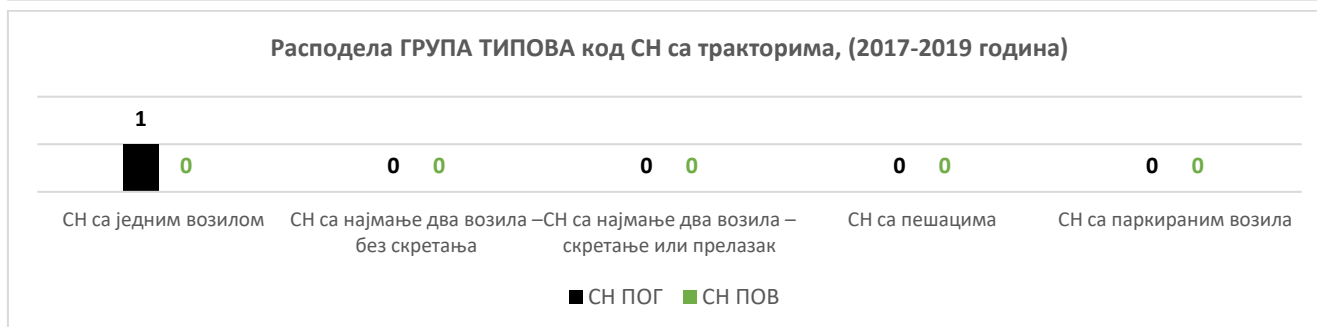 Расподела ГРУПА ТИПОВА код СН са тракторима, (2017-2019 година)
1
0
0 0
0 0
0 0
0 0
СН са једним возилом
СН са најмање два возила –
без скретања
СН са најмање два возила –
скретање или прелазак
СН са пешацима
СН са паркираним возила
СН ПОГ СН ПОВ